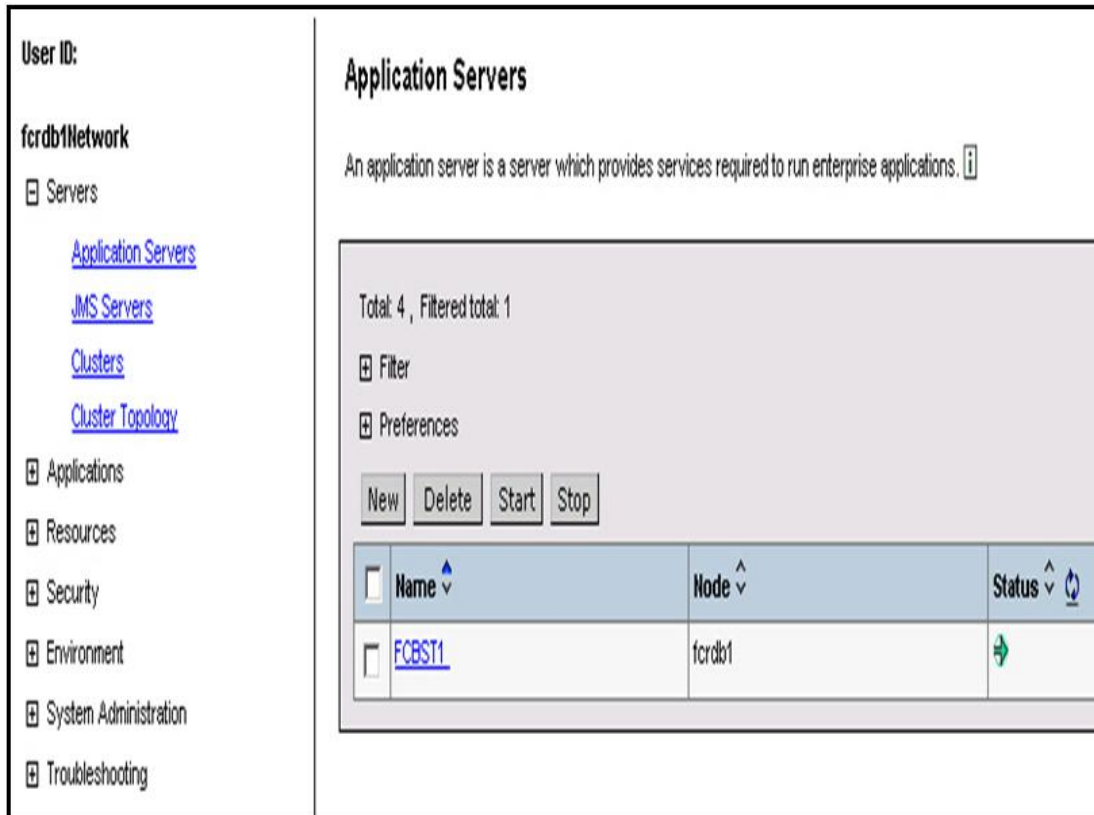 User ID:
fcrdb1Network
Servers
Application Servers
JMS Servers
Clusters
Cluster Topology
Applications
Resources
Security
Environment
System Administration
Troubleshooting
Application Servers
An application server is a server which provides services required to run enterprise applications. i
Total: 4 , Filtered total: 1
Filter
Preferences
New Delete Start Stop
Name Node Status
FCBST1 fcrdb1